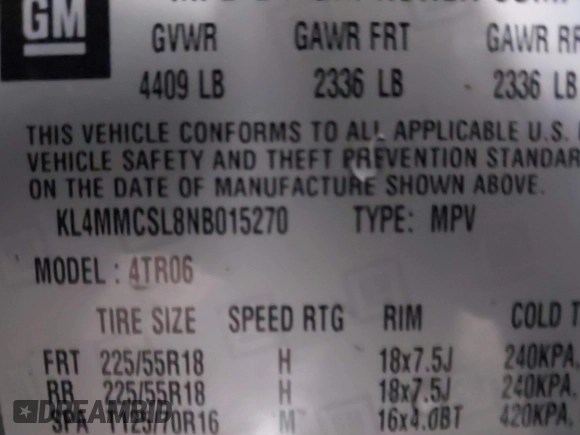 GM
GVWR GAWR FRT GAWR RR
4409 LB 2336 LB 2336 LB
THIS VEHICLE CONFORMS TO ALL APPLICABLE U.S.
VEHICLE SAFETY AND THEFT PREVENTION STANDAR
ON THE DATE OF MANUFACTURE SHOWN ABOVE.
KL4MMCSL8NB015270 TYPE: MPV
MODEL: 4TR06
TIRE SIZE SPEED RTG RIM COLD T
FRT 225/55R18 H 18x7.5J 240KPA,
RR 225/55R18 H 18x7.5J 240KPA,
SPA T125/70R16 M 16x4.0BT 420KPA,
DREAMBID